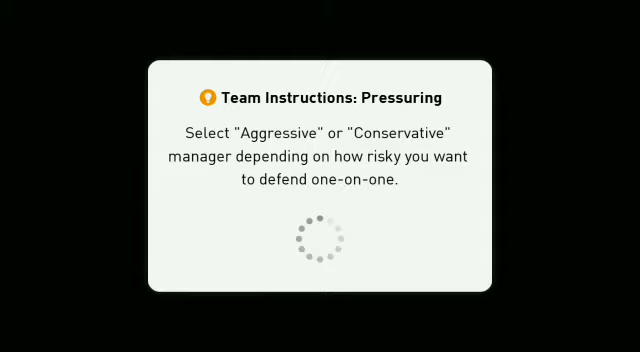 Team Instructions: Pressuring
Select "Aggressive" or "Conservative"
manager depending on how risky you want
to defend one-on-one.